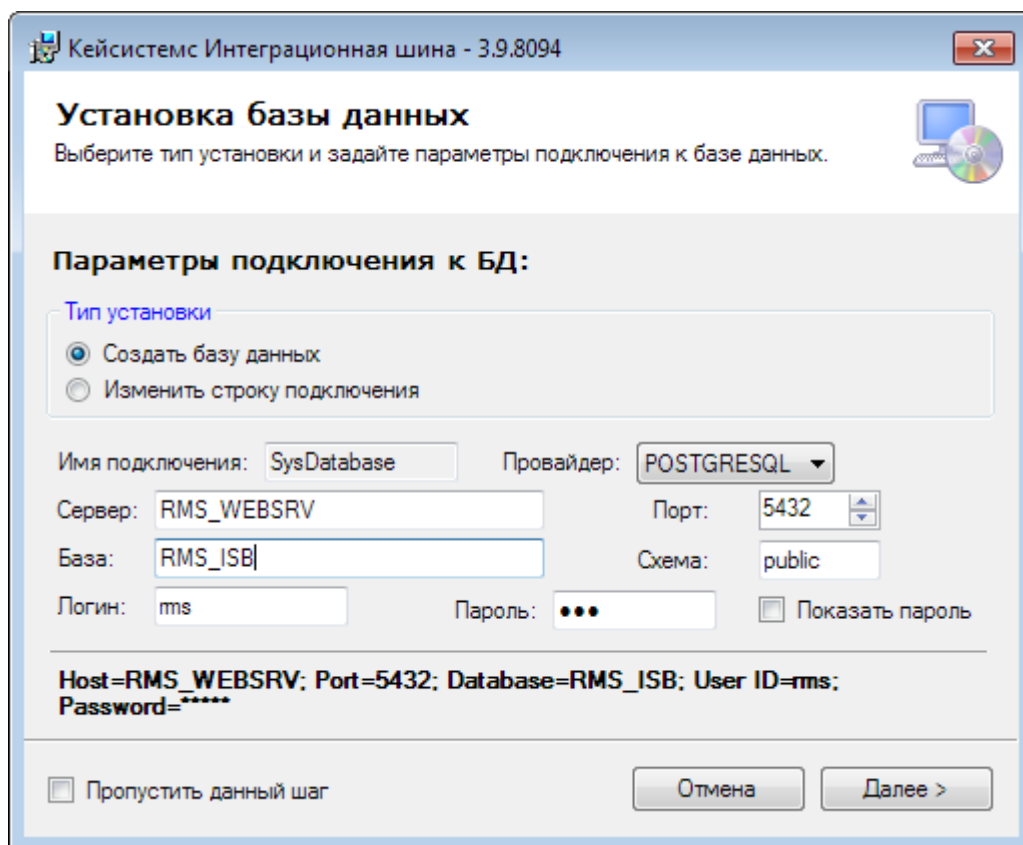 Кейсистемс Интеграционная шина - 3.9.8094
Установка базы данных
Выберите тип установки и задайте параметры подключения к базе данных.
Параметры подключения к БД:
Тип установки
Создать базу данных
Изменить строку подключения
Имя подключения: SysDatabase Провайдер: POSTGRESQL
Сервер: RMS_WEBSRV Порт: 5432
База: RMS_ISB Схема: public
Логин: rms Пароль: ●●● Показать пароль
Host=RMS_WEBSRV; Port=5432; Database=RMS_ISB; User ID=rms;
Password=*****
Пропустить данный шаг Отмена Далее >